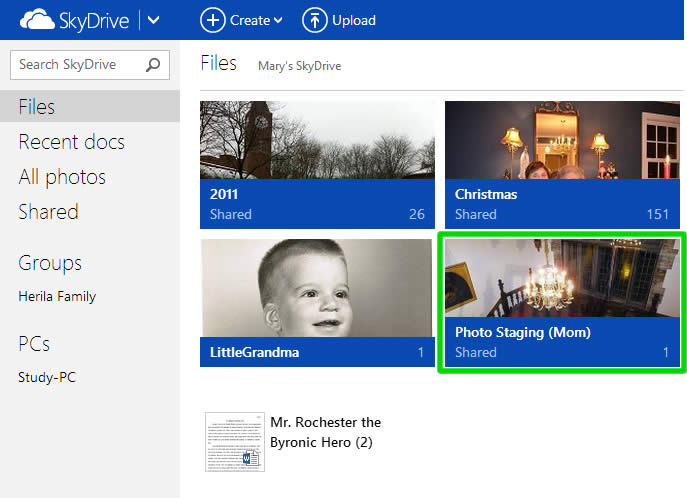 SkyDrive
Create
Upload
Search SkyDrive
Files
Recent docs
All photos
Shared
Groups
Herila Family
PCs
Study-PC
Files Mary's SkyDrive
2011
Shared 26
Christmas
Shared 151
LittleGrandma 1
Photo Staging (Mom)
Shared 1
Mr. Rochester the
Byronic Hero (2)